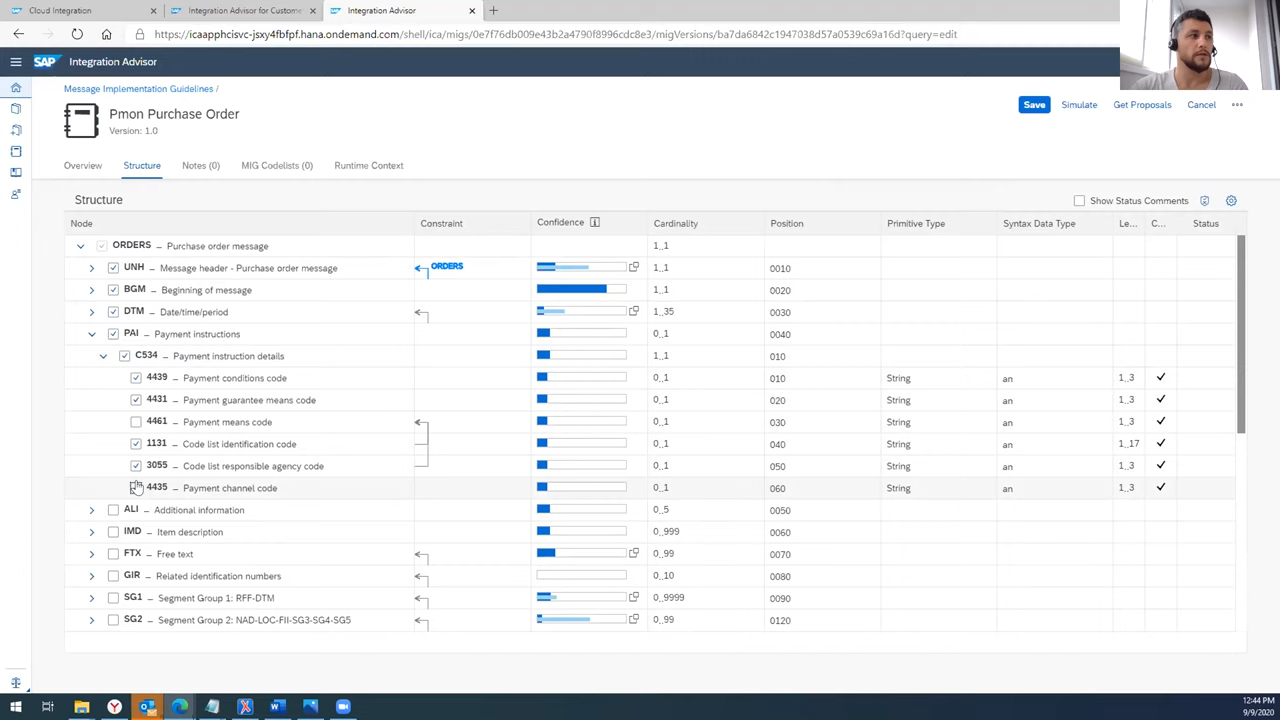 Cloud Integration
Integration Advisor for Custome
Integration Advisor
https://icaapphcisvc-jsxy4fbfpf.hana.ondemand.com/shell/ica/migs/0e7f76db009e43b2a4790f8996cdc8e3/migVersions/ba7da6842c1947038d57a0539c69a16d?query=edit
SAP Integration Advisor
Message Implementation Guidelines /
Pmon Purchase Order
Version: 1.0
Save Simulate Get Proposals Cancel
Overview Structure Notes (0) MIG Codelists (0) Runtime Context
Structure
Show Status Comments
Node Constraint Confidence Cardinality Position Primitive Type Syntax Data Type Le... C... Status
ORDERS – Purchase order message 1..1
UNH – Message header - Purchase order message ORDERS 1..1 0010
BGM – Beginning of message 1..1 0020
DTM – Date/time/period 1..35 0030
PAI – Payment instructions 0..1 0040
C534 – Payment instruction details 1..1 010
4439 – Payment conditions code 0..1 010 String an 1..3
4431 – Payment guarantee means code 0..1 020 String an 1..3
4461 – Payment means code 0..1 030 String an 1..3
1131 – Code list identification code 0..1 040 String an 1..17
3055 – Code list responsible agency code 0..1 050 String an 1..3
4435 – Payment channel code 0..1 060 String an 1..3
ALI – Additional information 0..5 0050
IMD – Item description 0..999 0060
FTX – Free text 0..99 0070
GIR – Related identification numbers 0..10 0080
SG1 – Segment Group 1: RFF-DTM 0..9999 0090
SG2 – Segment Group 2: NAD-LOC-FII-SG3-SG4-SG5 0..99 0120
12:44 PM
9/9/2020